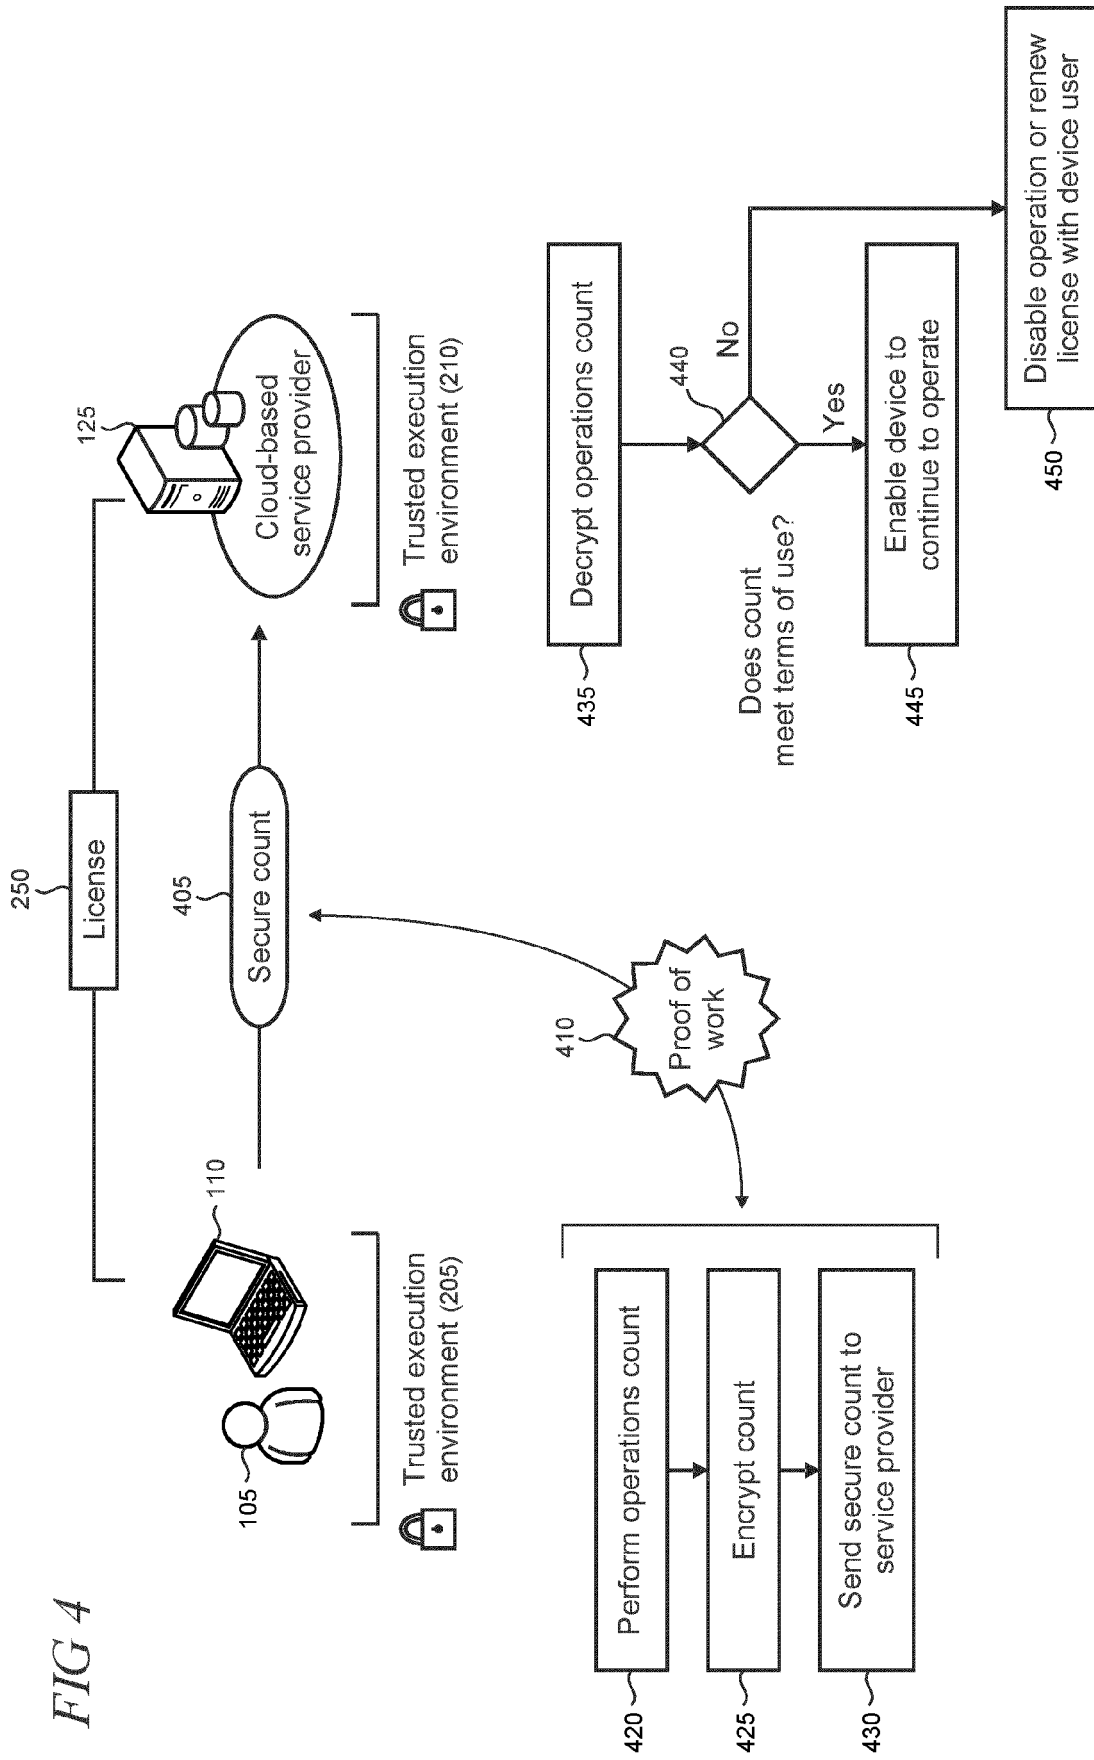 FIG 4
250
License
125
110
105
405
Secure count
Cloud-based
service provider
Trusted execution
environment (205)
Trusted execution
environment (210)
410
Proof of
work
420
Perform operations count
425
Encrypt count
430
Send secure count to
service provider
435
Decrypt operations count
440
Does count
meet terms of use?
No
Yes
445
Enable device to
continue to operate
450
Disable operation or renew
license with device user